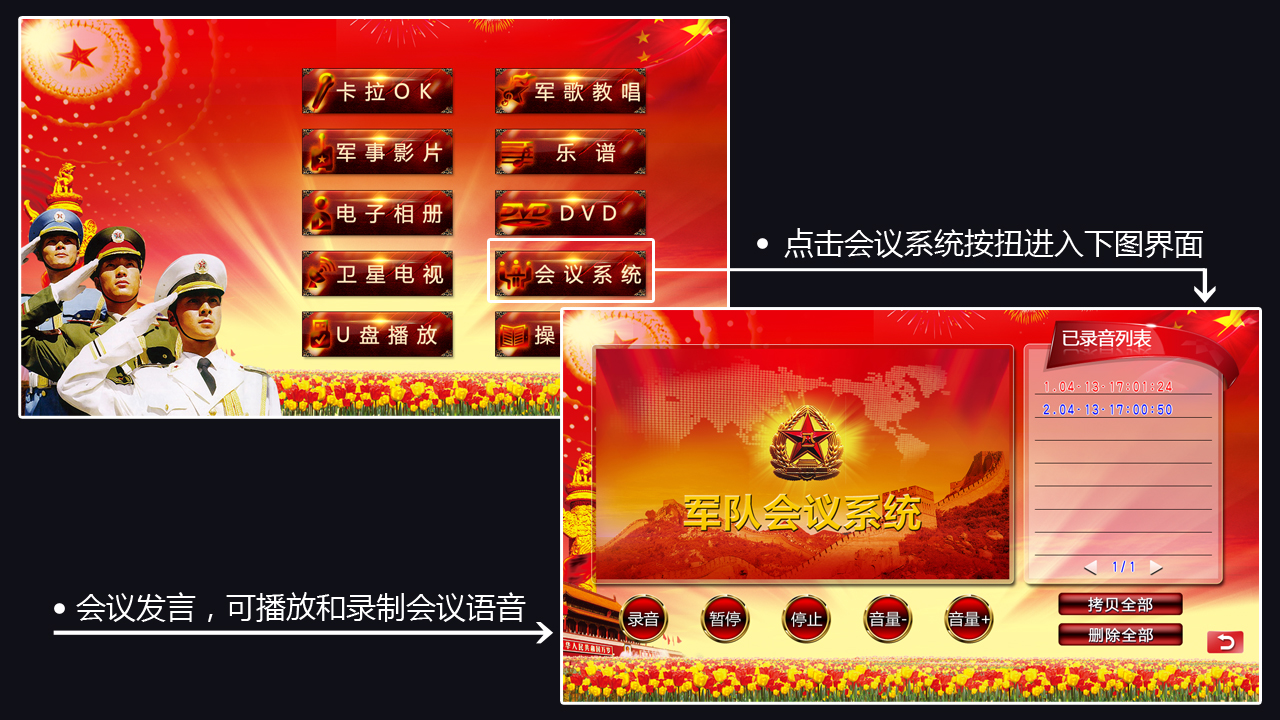 卡拉OK
军歌教唱
军事影片
乐谱
电子相册
DVD
DVD
卫星电视
会议系统
U盘播放
操
• 点击会议系统按扭进入下图界面
已录音列表
1.04-13-17:01:24
2.04-13-17:00:50
1/1
军队会议系统
• 会议发言，可播放和录制会议语音
录音
暂停
停止
音量-
音量+
拷贝全部
删除全部